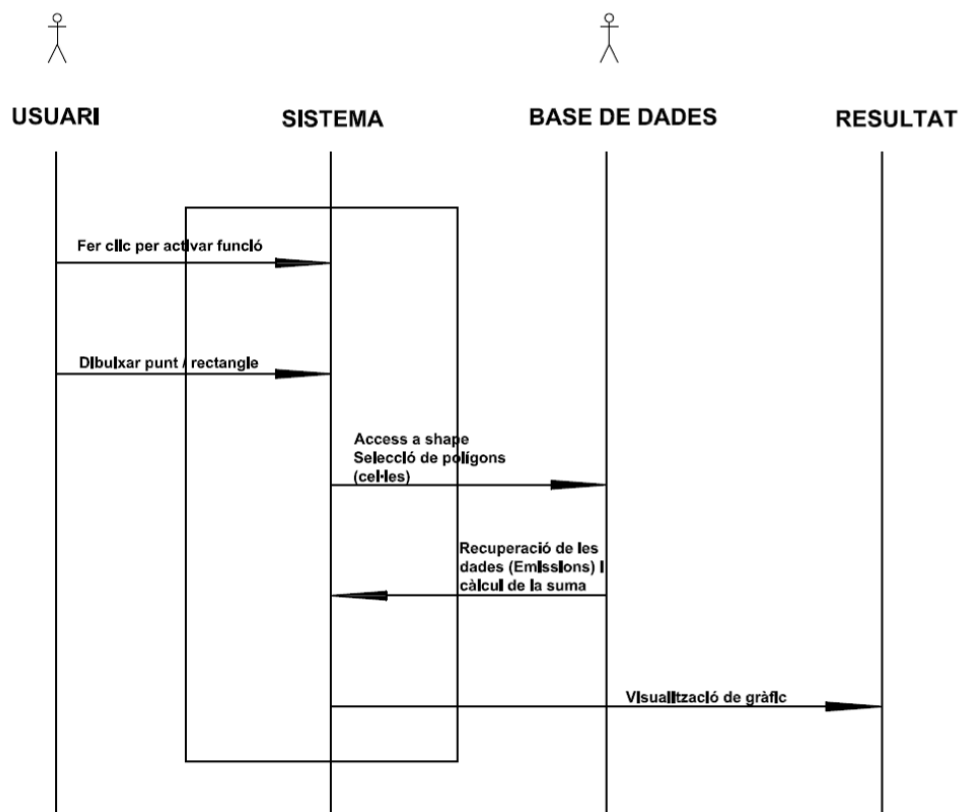 USUARI
SISTEMA
BASE DE DADES
RESULTAT
Fer clic per activar funció
Dibuixar punt / rectangle
Access a shape
Selecció de polígons
(cel·les)
Recuperació de les
dades (Emissions) i
càlcul de la suma
Visualització de gràfic